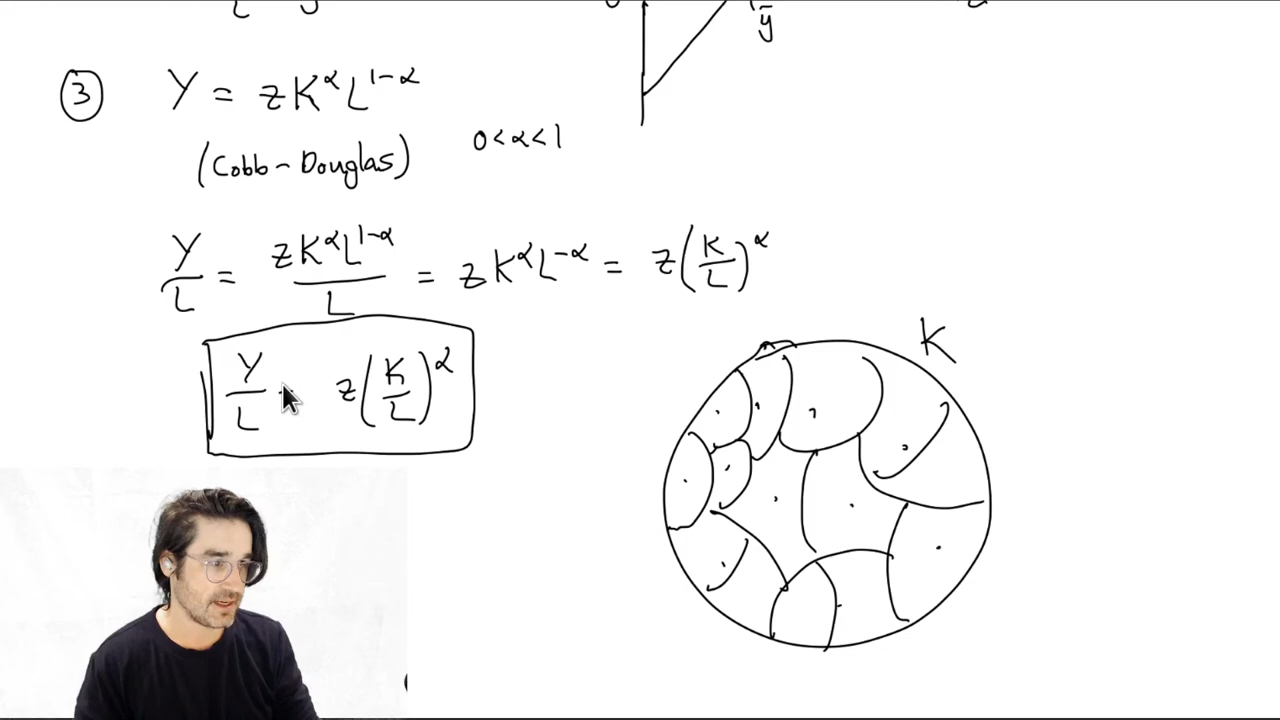 ȳ
③ Y = zK^α L^{1-α}
(Cobb-Douglas) 0<α<1
Y/L = zK^α L^{1-α}/L = zK^α L^{-α} = z(K/L)^α
Y/L z(K/L)^α
K